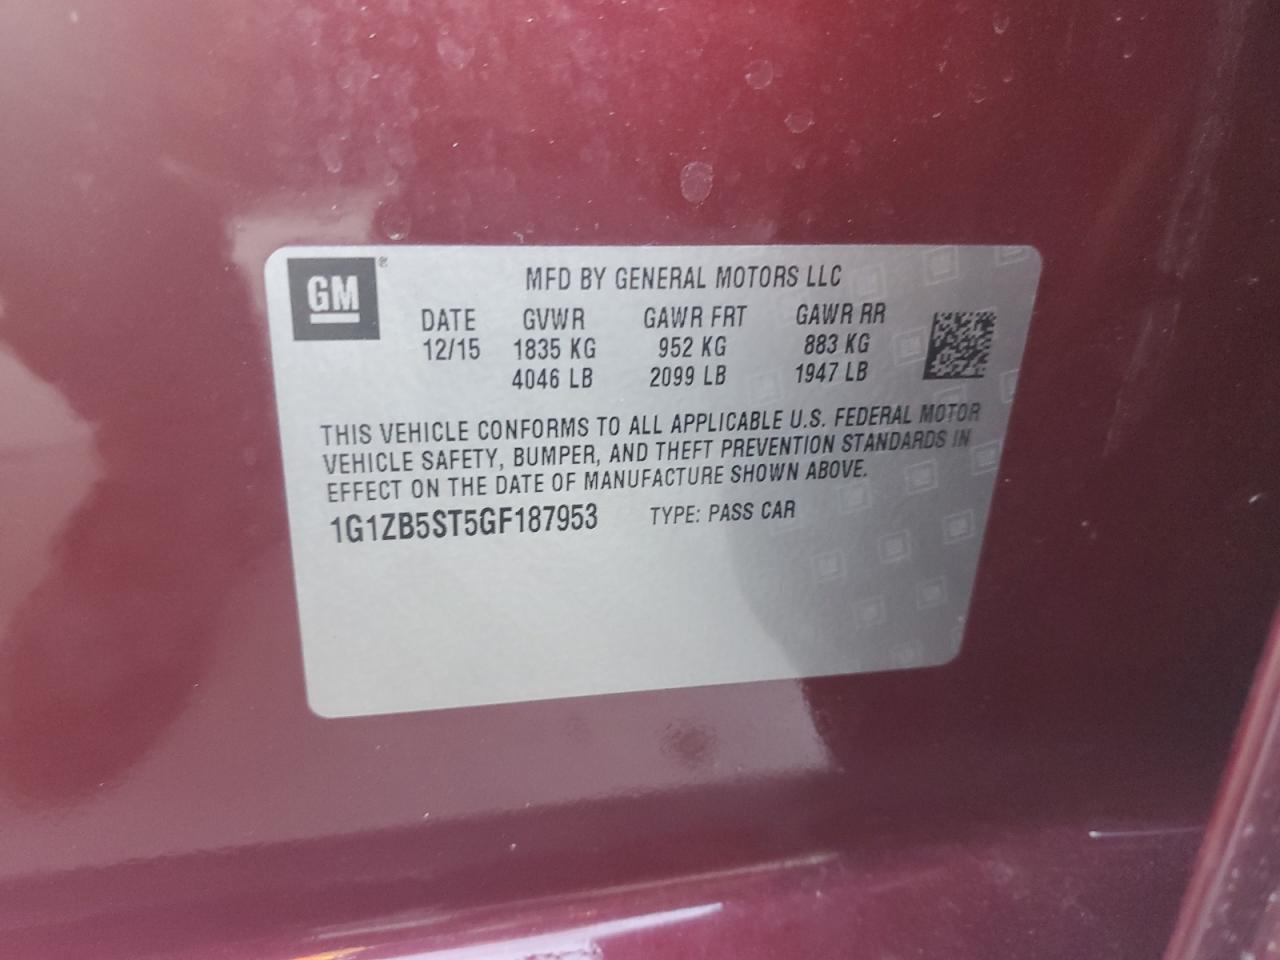 GM®
MFD BY GENERAL MOTORS LLC
DATE GVWR GAWR FRT GAWR RR
12/15 1835 KG 952 KG 883 KG
4046 LB 2099 LB 1947 LB
THIS VEHICLE CONFORMS TO ALL APPLICABLE U.S. FEDERAL MOTOR
VEHICLE SAFETY, BUMPER, AND THEFT PREVENTION STANDARDS IN
EFFECT ON THE DATE OF MANUFACTURE SHOWN ABOVE.
1G1ZB5ST5GF187953 TYPE: PASS CAR